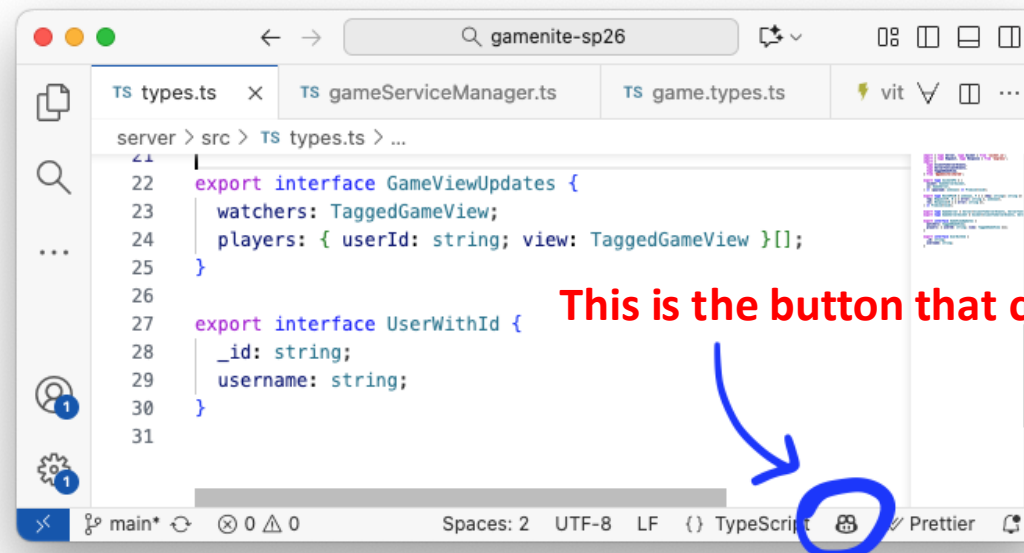 gamenite-sp26
TS types.ts
TS gameServiceManager.ts
TS game.types.ts
vit
server > src > TS types.ts > ...
21
22 export interface GameViewUpdates {
23 watchers: TaggedGameView;
24 players: { userId: string; view: TaggedGameView }[];
25 }
26
This is the button that c
27 export interface UserWithId {
28 _id: string;
29 username: string;
30 }
31
1
1
main* 0 0 Spaces: 2 UTF-8 LF {} TypeScript Prettier